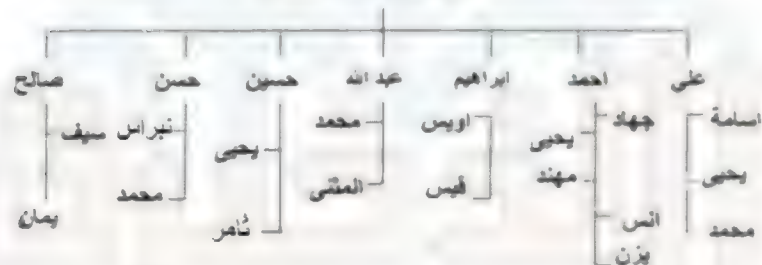 علي احمد ابراهيم عبد الله حسين حسن صالح
اسامة جهاد اويس محمد نبراس سيف
يحيى يحيى يحيى
مهند قيس المثنى محمد
محمد انس ثامر يمان
يزن